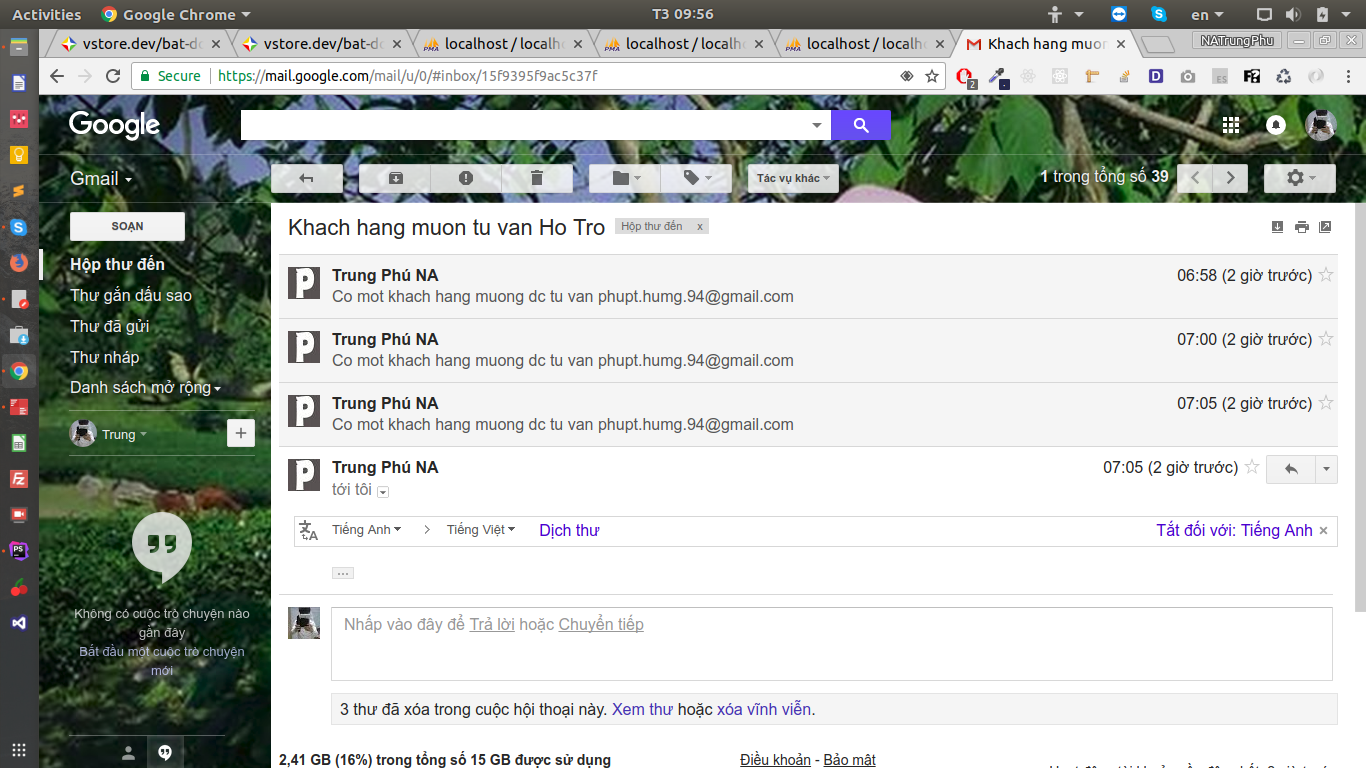 Activities Google Chrome T3 09:56 en
vstore.dev/bat-d vstore.dev/bat-d localhost / localh localhost / localh localhost / localh Khach hang muon NATrungPhu
Secure https://mail.google.com/mail/u/0/#inbox/15f9395f9ac5c37f 2
Google
Gmail Tác vụ khác 1 trong tổng số 39
SOẠN
Khach hang muon tu van Ho Tro Hộp thư đến x
Hộp thư đến
Thư gắn dấu sao
Thư đã gửi
Thư nháp
Danh sách mở rộng
Trung
Trung Phú NA 06:58 (2 giờ trước)
Co mot khach hang muong dc tu van phupt.humg.94@gmail.com
Trung Phú NA 07:00 (2 giờ trước)
Co mot khach hang muong dc tu van phupt.humg.94@gmail.com
Trung Phú NA 07:05 (2 giờ trước)
Co mot khach hang muong dc tu van phupt.humg.94@gmail.com
Trung Phú NA 07:05 (2 giờ trước)
tới tôi
Tiếng Anh > Tiếng Việt Dịch thư Tắt đối với: Tiếng Anh ×
Không có cuộc trò chuyện nào
gần đây
Bắt đầu một cuộc trò chuyện
mới
Nhấp vào đây để Trả lời hoặc Chuyển tiếp
3 thư đã xóa trong cuộc hội thoại này. Xem thư hoặc xóa vĩnh viễn.
2,41 GB (16%) trong tổng số 15 GB được sử dụng Điều khoản - Bảo mật